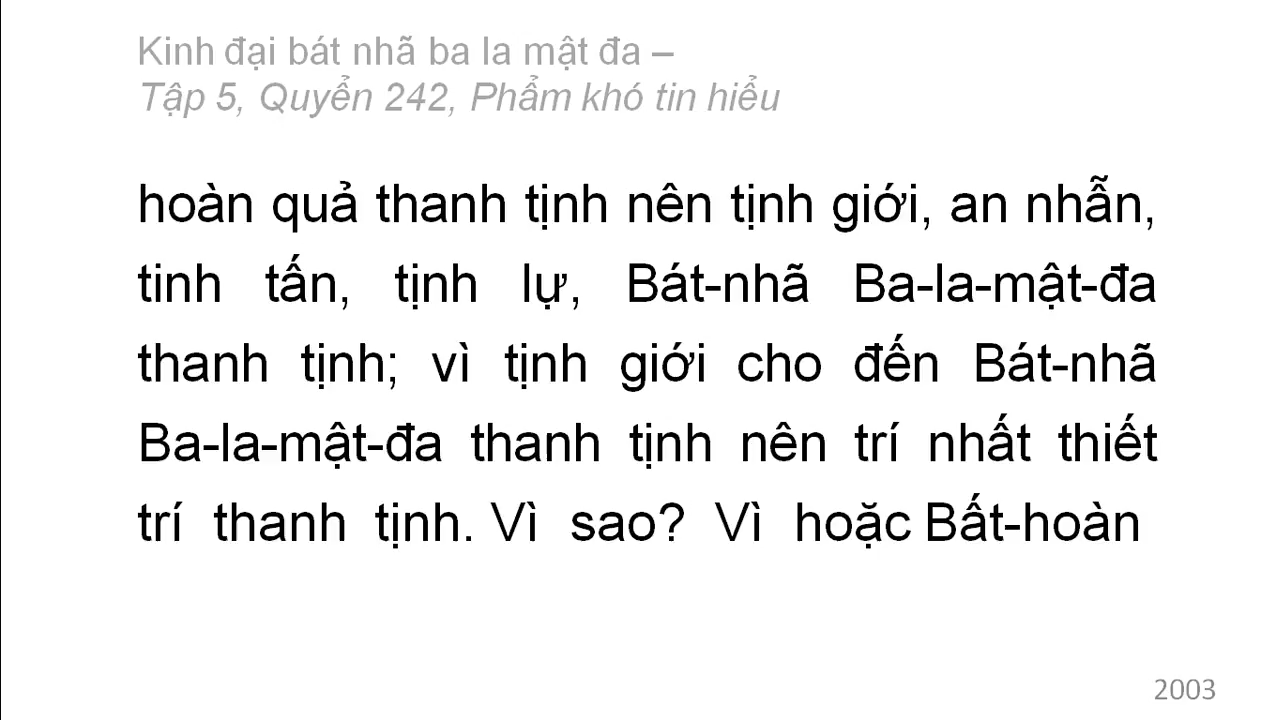 Kinh đại bát nhã ba la mật đa –
Tập 5, Quyển 242, Phẩm khó tin hiểu
hoàn quả thanh tịnh nên tịnh giới, an nhẫn,
tinh tấn, tịnh lự, Bát-nhã Ba-la-mật-đa
thanh tịnh; vì tịnh giới cho đến Bát-nhã
Ba-la-mật-đa thanh tịnh nên trí nhất thiết
trí thanh tịnh. Vì sao? Vì hoặc Bất-hoàn
2003